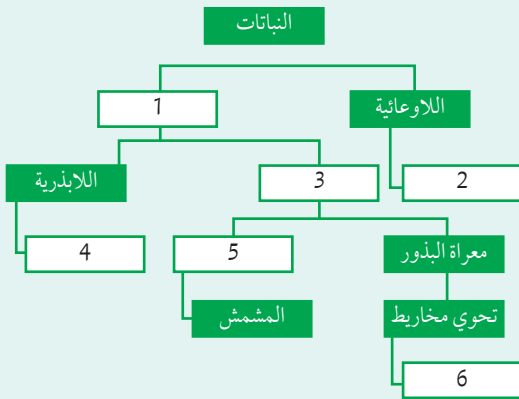 النباتات
اللاوعائية
1
2
3
اللابذرية
معراة البذور
5
4
تحوي مخاريط
المشمش
6